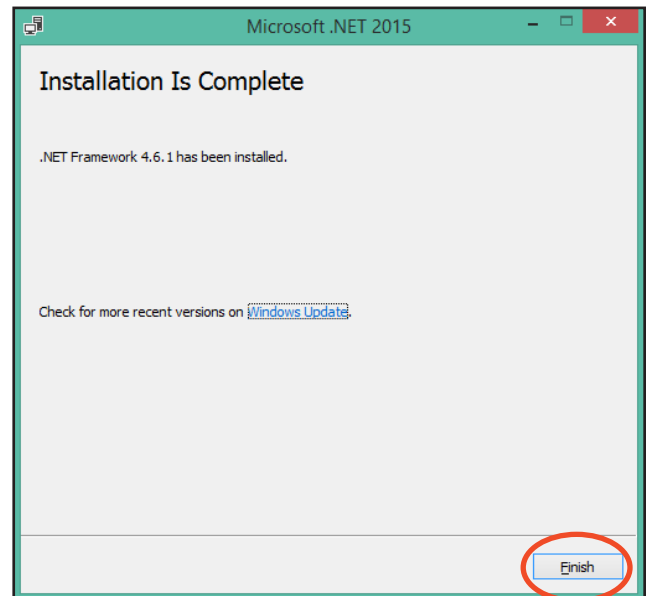 Microsoft .NET 2015
Installation Is Complete
.NET Framework 4.6.1 has been installed.
Check for more recent versions on Windows Update.
Finish